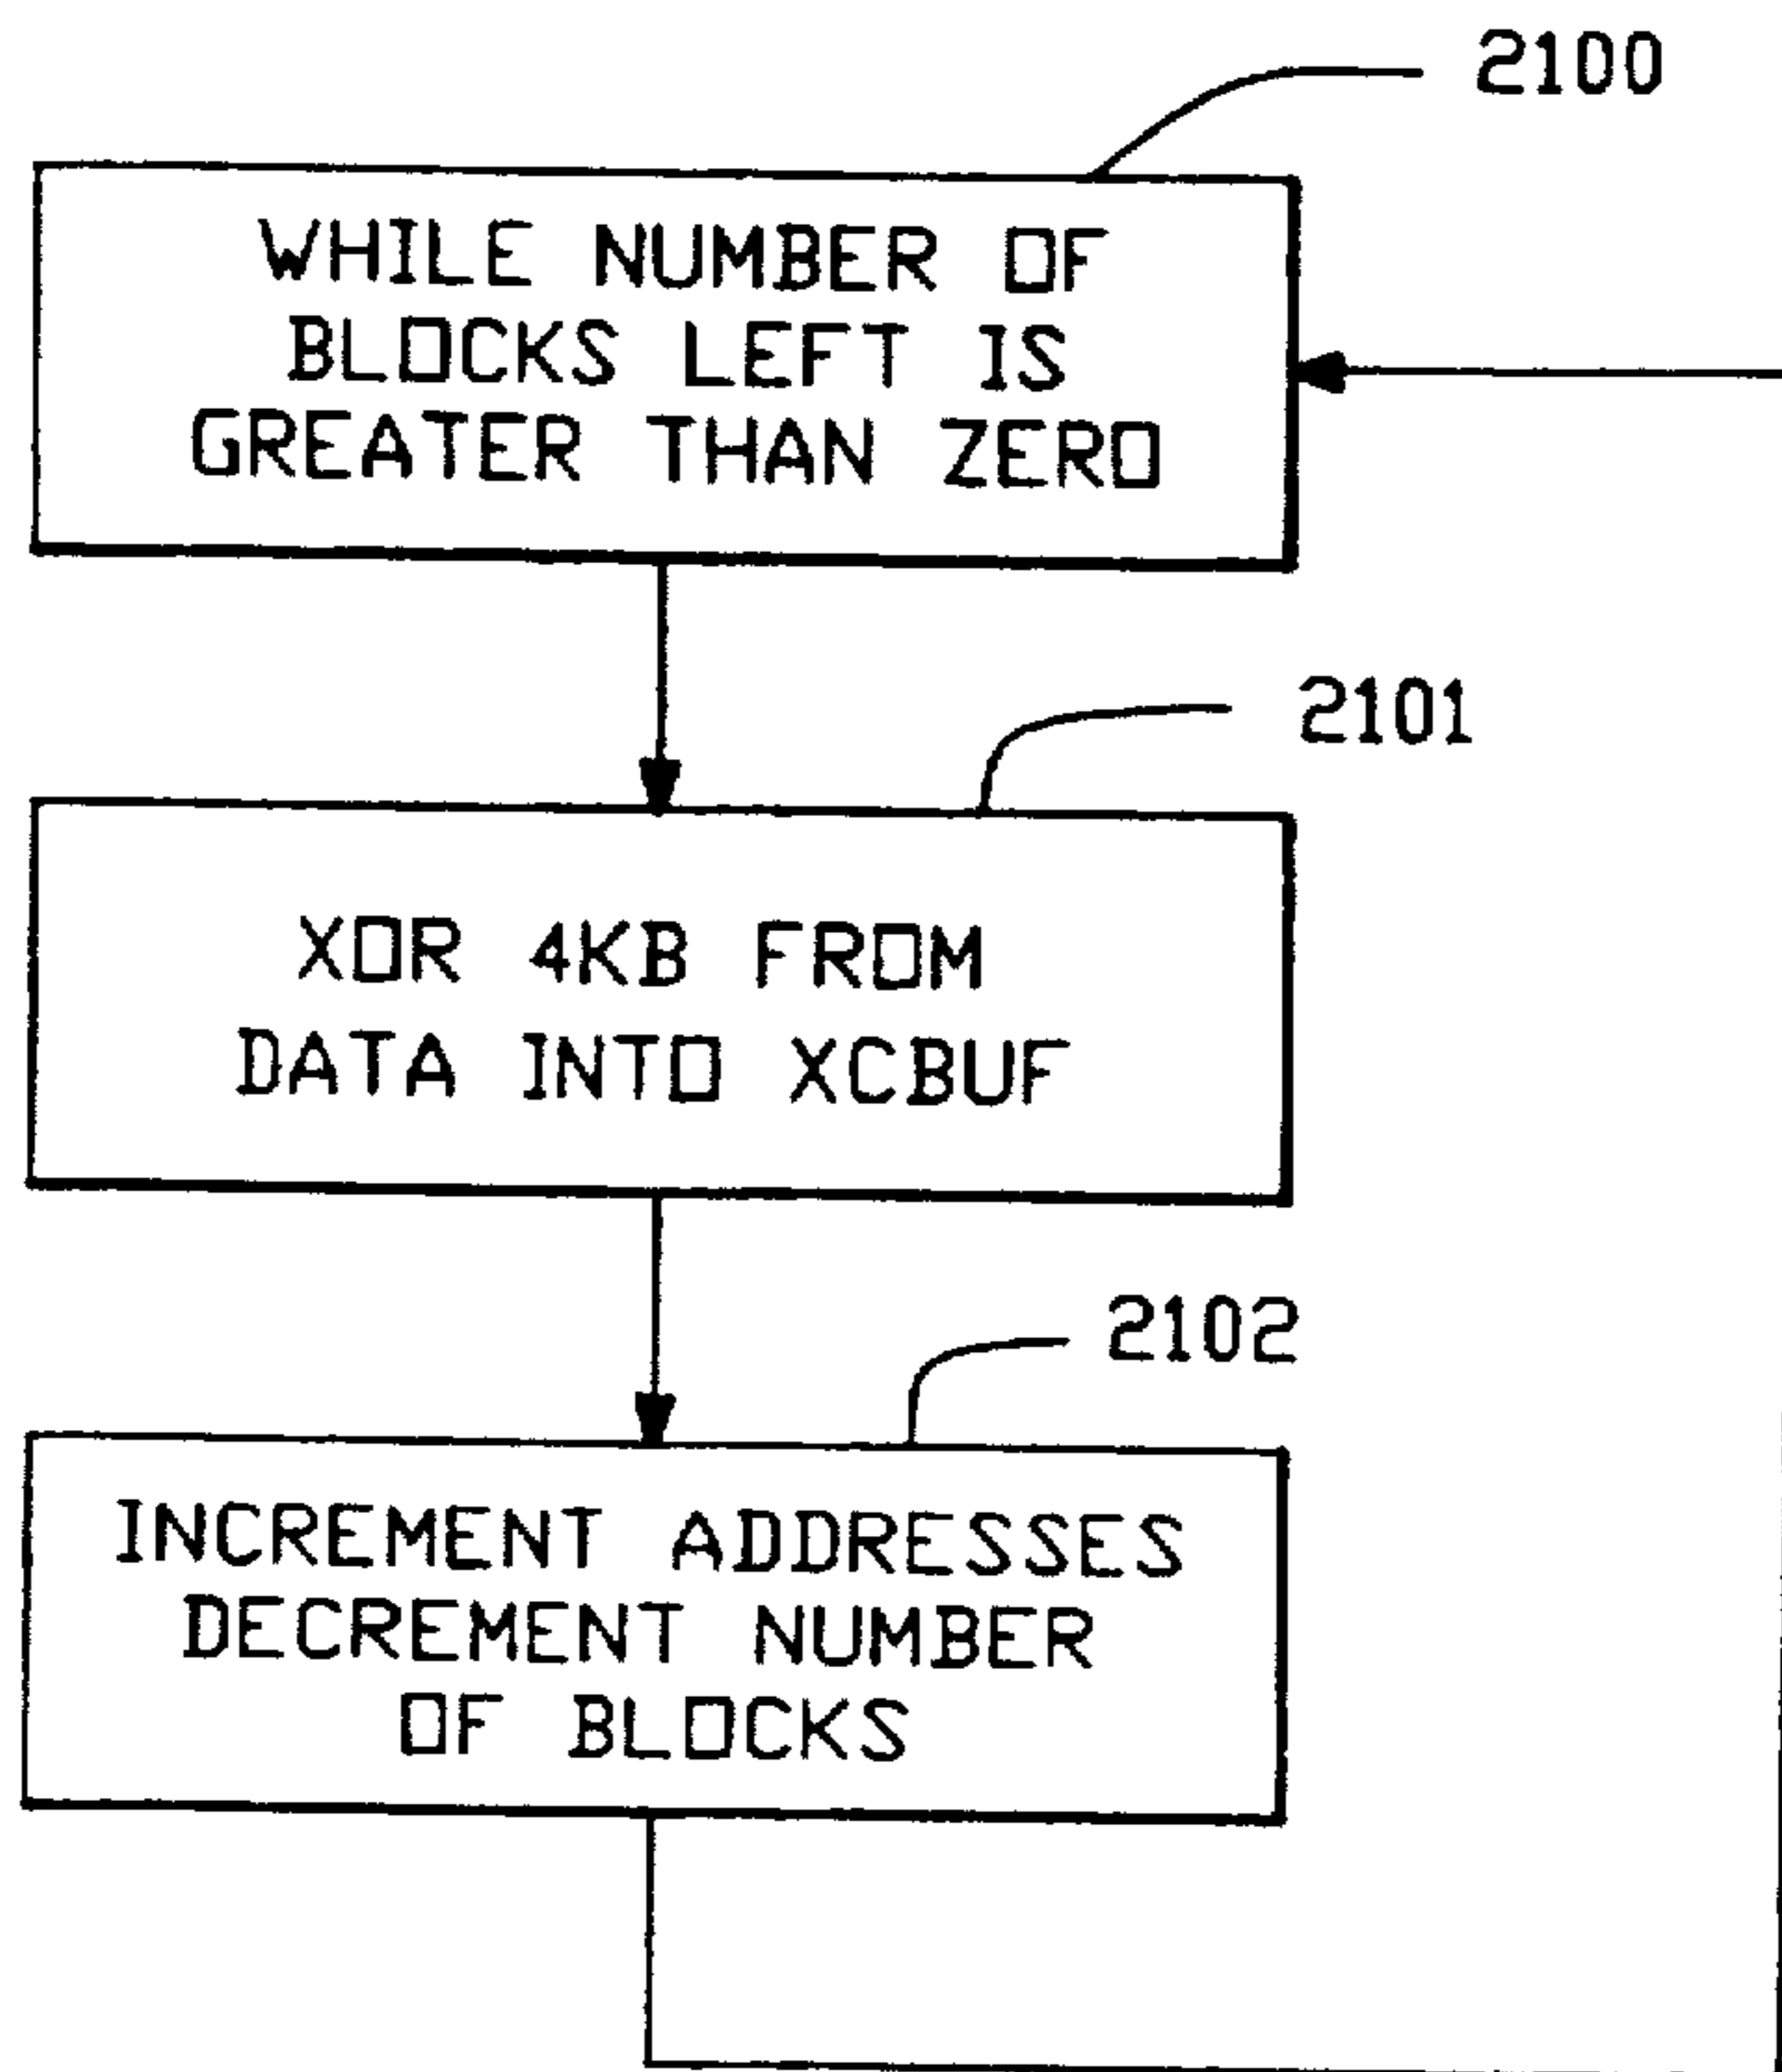 2100
WHILE NUMBER OF
BLOCKS LEFT IS
GREATER THAN ZERO
2101
XOR 4KB FROM
DATA INTO XCBUF
2102
INCREMENT ADDRESSES
DECREMENT NUMBER
OF BLOCKS